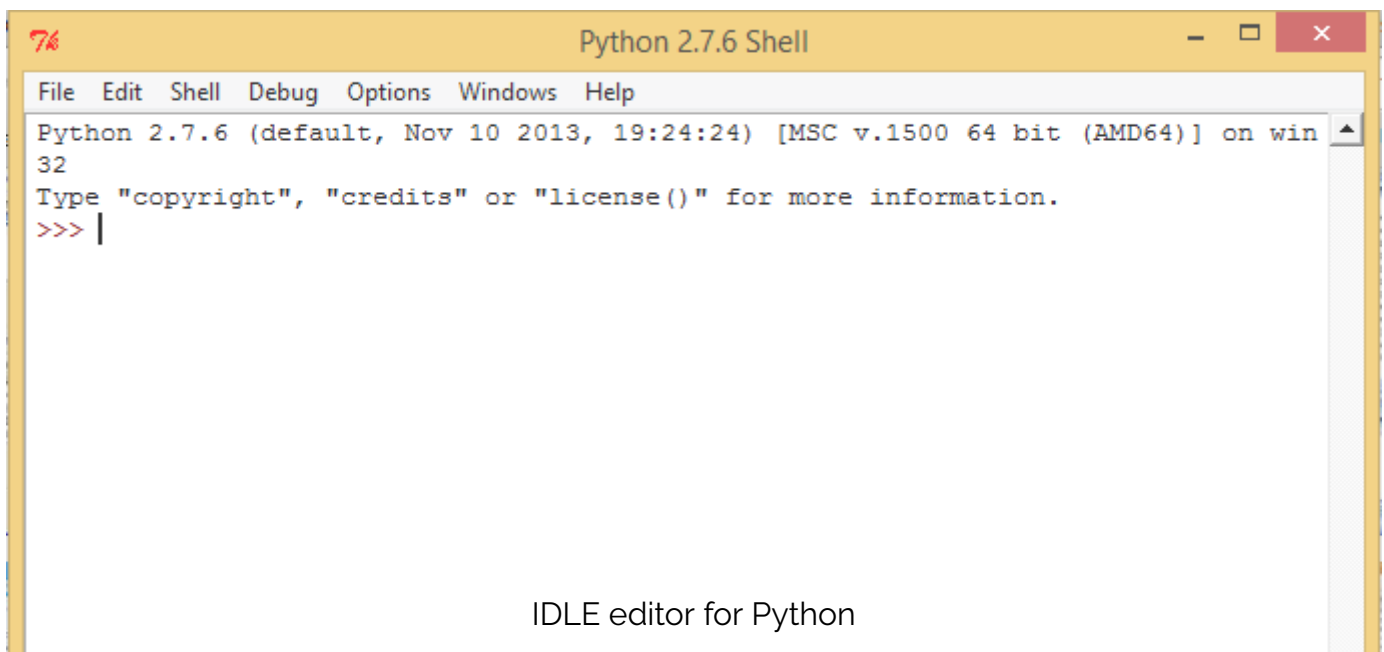 Tk
Python 2.7.6 Shell
File Edit Shell Debug Options Windows Help
Python 2.7.6 (default, Nov 10 2013, 19:24:24) [MSC v.1500 64 bit (AMD64)] on win
32
Type "copyright", "credits" or "license()" for more information.
>>>
IDLE editor for Python